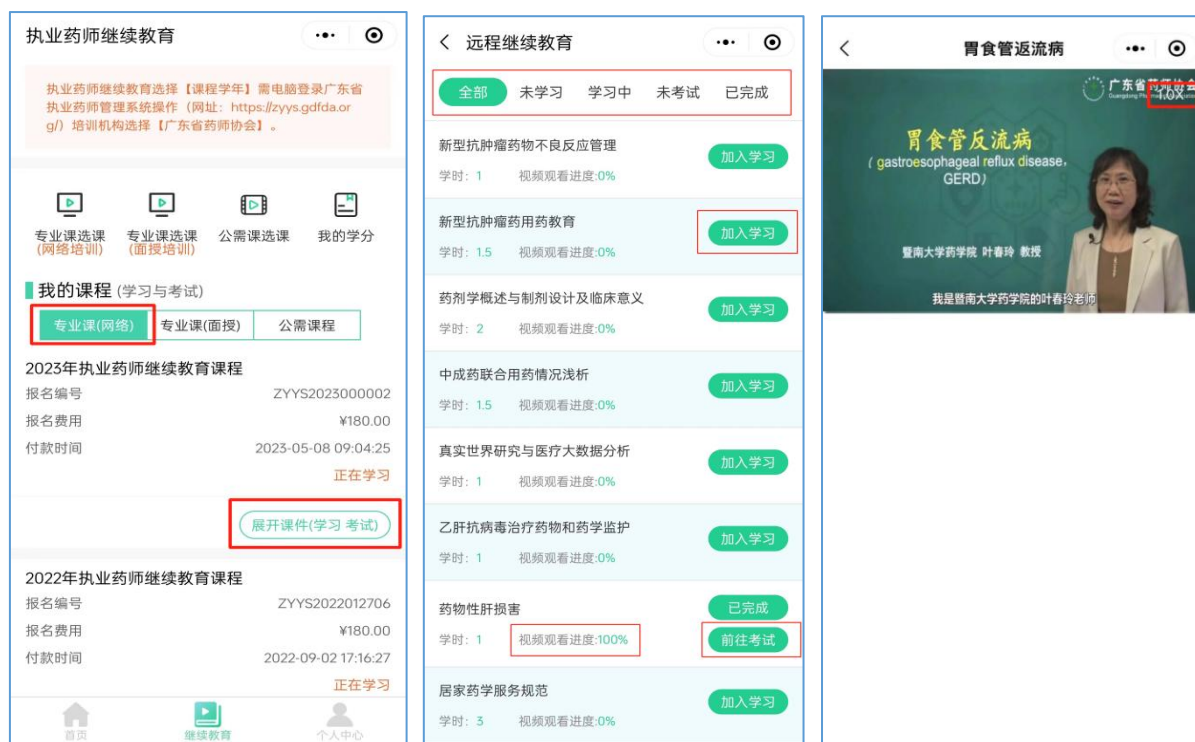 执业药师继续教育
执业药师继续教育选择【课程学年】需电脑登录广东省
执业药师管理系统操作（网址：https://zyys.gdfda.or
g/）培训机构选择【广东省药师协会】。
专业课选课 专业课选课 公需课选课 我的学分
(网络培训) (面授培训)
我的课程 (学习与考试)
专业课(网络) 专业课(面授) 公需课程
2023年执业药师继续教育课程
报名编号 ZYYS2023000002
报名费用 ¥180.00
付款时间 2023-05-08 09:04:25
正在学习
展开课件(学习 考试)
2022年执业药师继续教育课程
报名编号 ZYYS2022012706
报名费用 ¥180.00
付款时间 2022-09-02 17:16:27
正在学习
首页 继续教育 个人中心
远程继续教育
全部 未学习 学习中 未考试 已完成
新型抗肿瘤药物不良反应管理
加入学习
学时：1 视频观看进度:0%
新型抗肿瘤药用药教育
加入学习
学时：1.5 视频观看进度:0%
药剂学概述与制剂设计及临床意义
加入学习
学时：2 视频观看进度:0%
中成药联合用药情况浅析
加入学习
学时：1.5 视频观看进度:0%
真实世界研究与医疗大数据分析
加入学习
学时：1 视频观看进度:0%
乙肝抗病毒治疗药物和药学监护
加入学习
学时：1 视频观看进度:0%
药物性肝损害 已完成
学时：1 视频观看进度:100% 前往考试
居家药学服务规范
加入学习
学时：3 视频观看进度:0%
胃食管返流病
广东省药师协会
1.0X
胃食管反流病
( gastroesophageal reflux disease,
GERD)
暨南大学药学院 叶春玲 教授
我是暨南大学药学院的叶春玲老师